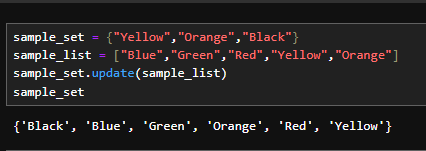 sample_set = {"Yellow","Orange","Black"}
sample_list = ["Blue","Green","Red","Yellow","Orange"]
sample_set.update(sample_list)
sample_set
{'Black', 'Blue', 'Green', 'Orange', 'Red', 'Yellow'}